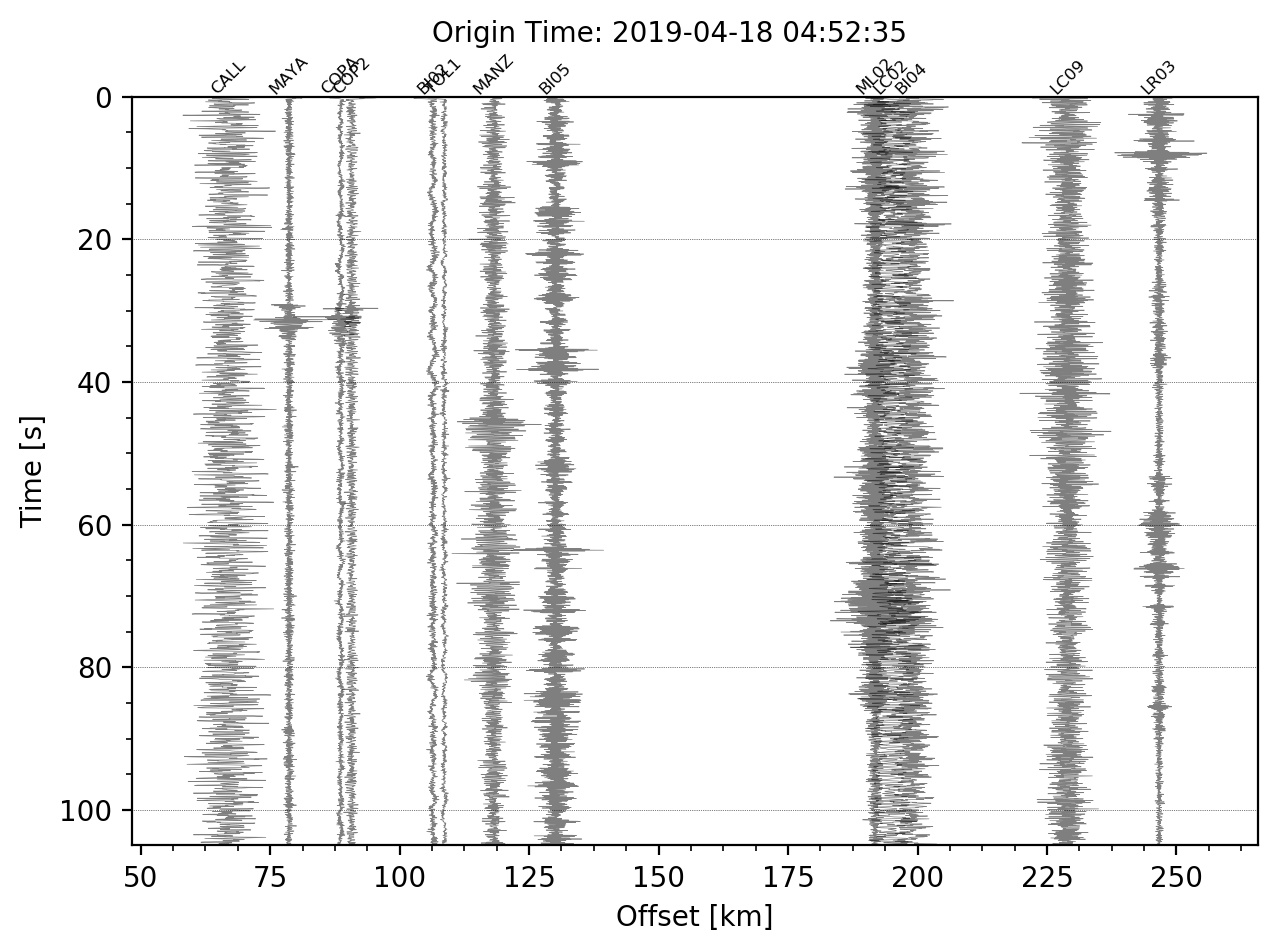 Origin Time: 2019-04-18 04:52:35
CALL MAYA COPA COP2 BI02 MANZ BI05 ML02 LC02 BI04 LC09 LR03
0
20
40
60
80
100
Time [s]
50 75 100 125 150 175 200 225 250
Offset [km]